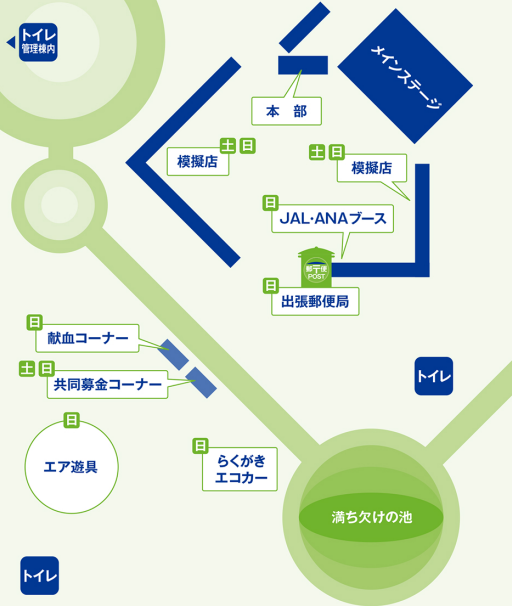 トイレ
管理棟内
メインステージ
本 部
土 日
模擬店
土 日
模擬店
日
JAL・ANAブース
郵〒便
POST
日
出張郵便局
日
献血コーナー
土 日
共同募金コーナー
トイレ
日
エア遊具
日
らくがき
エコカー
満ち欠けの池
トイレ